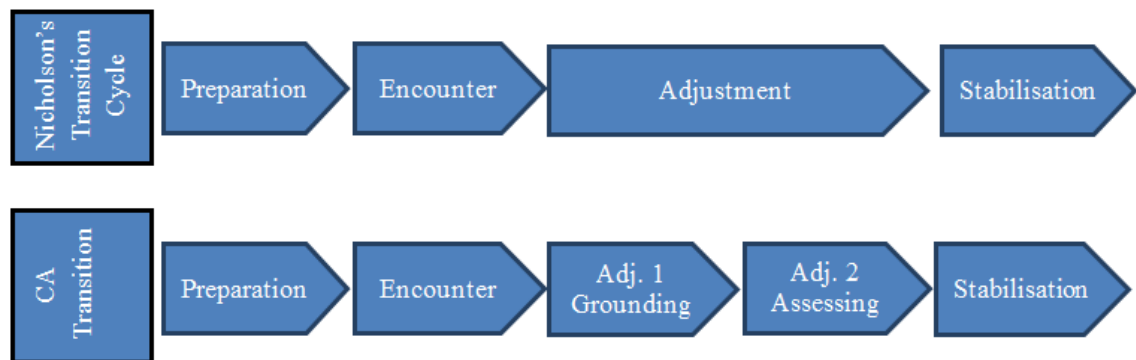 Nicholson's
Transition
Cycle
Preparation
Encounter
Adjustment
Stabilisation
CA
Transition
Preparation
Encounter
Adj. 1
Grounding
Adj. 2
Assessing
Stabilisation